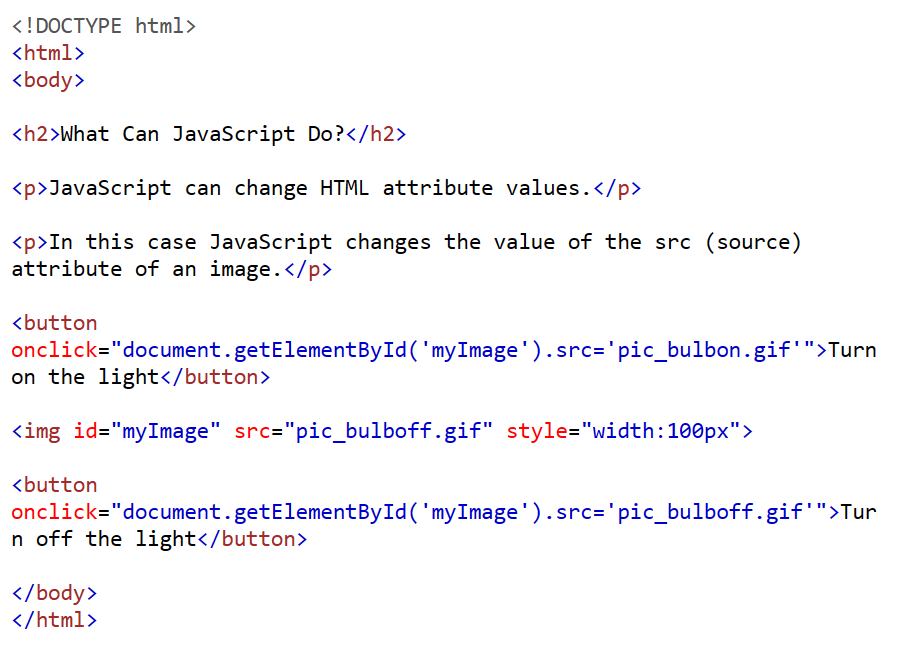 <!DOCTYPE html>
<html>
<body>
<h2>What Can JavaScript Do?</h2>
<p>JavaScript can change HTML attribute values.</p>
<p>In this case JavaScript changes the value of the src (source)
attribute of an image.</p>
<button
onclick="document.getElementById('myImage').src='pic_bulbon.gif'">Turn
on the light</button>
<img id="myImage" src="pic_bulboff.gif" style="width:100px">
<button
onclick="document.getElementById('myImage').src='pic_bulboff.gif'">Tur
n off the light</button>
</body>
</html>